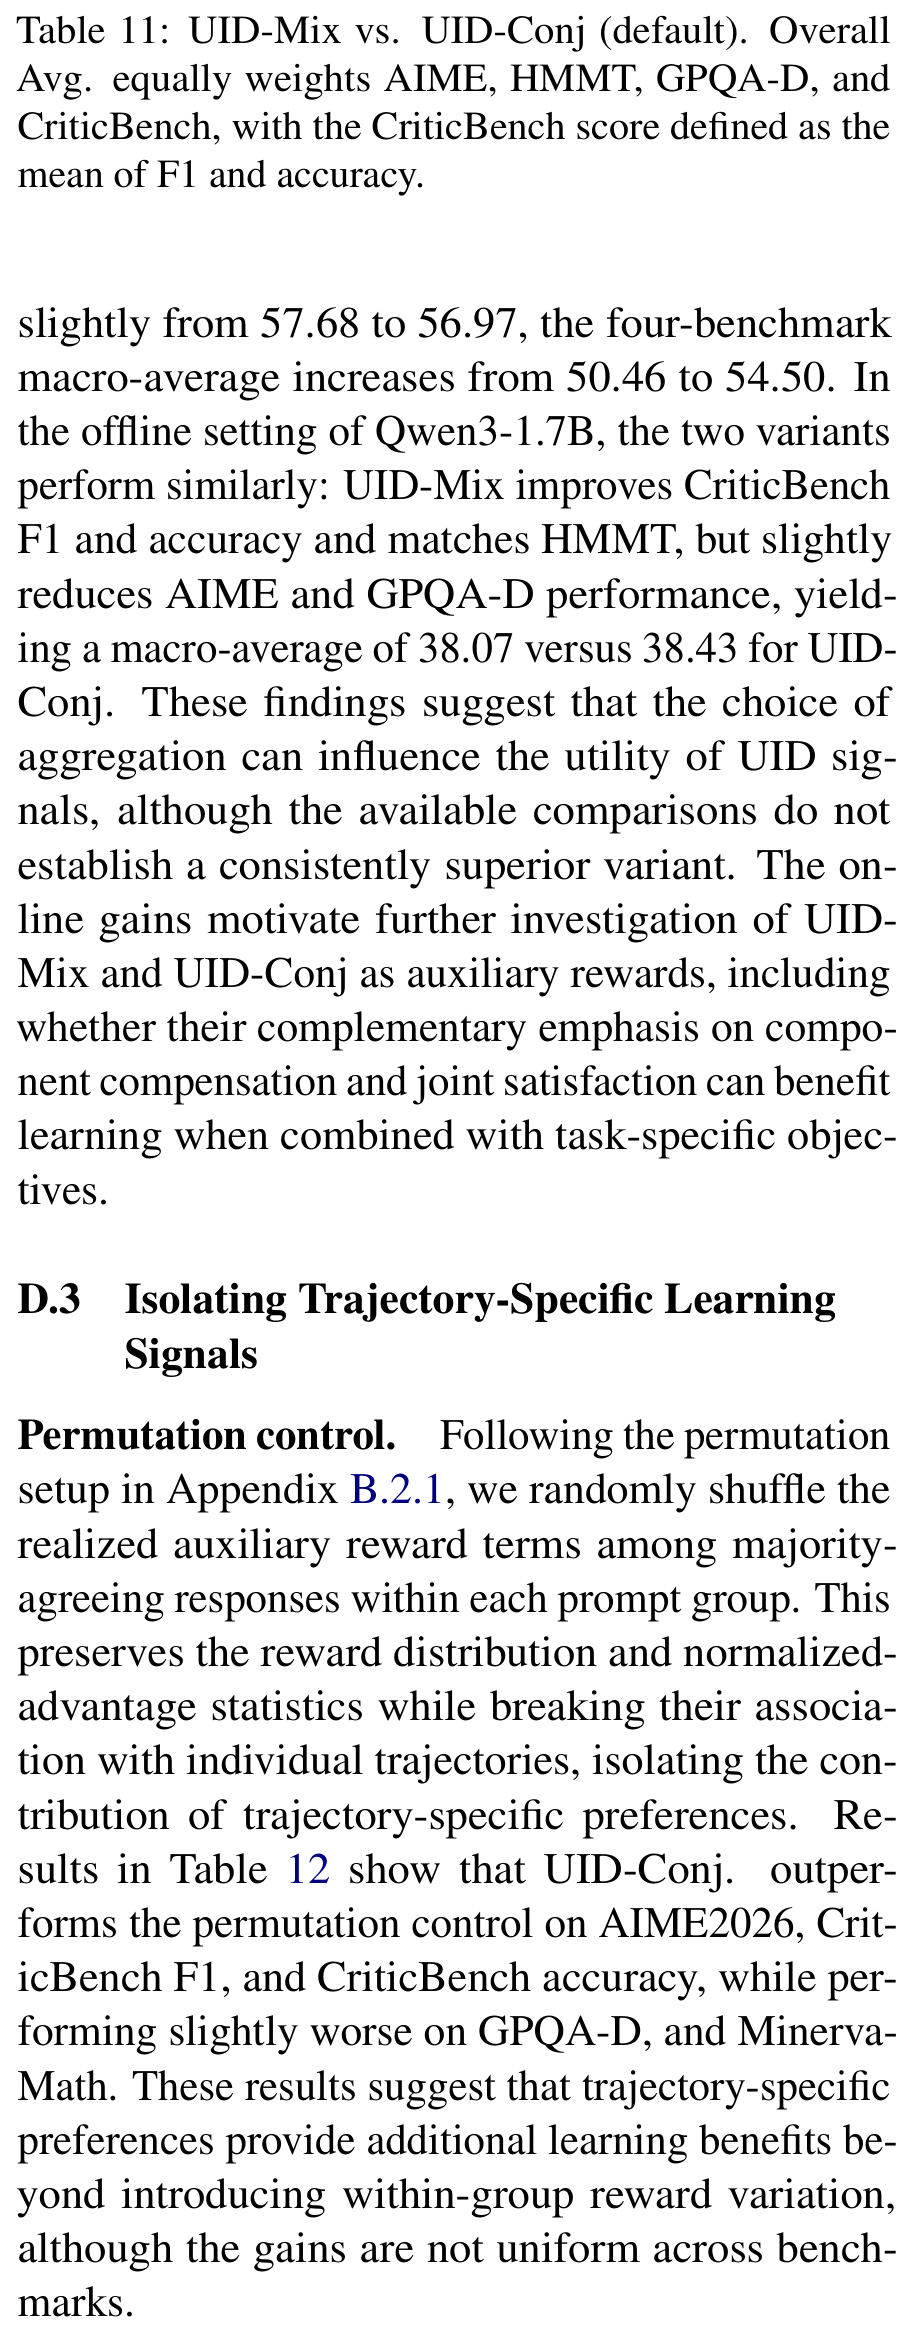 Table 11: UID-Mix vs. UID-Conj (default). Overall
Avg. equally weights AIME, HMMT, GPQA-D, and
CriticBench, with the CriticBench score defined as the
mean of F1 and accuracy.
slightly from 57.68 to 56.97, the four-benchmark
macro-average increases from 50.46 to 54.50. In
the offline setting of Qwen3-1.7B, the two variants
perform similarly: UID-Mix improves CriticBench
F1 and accuracy and matches HMMT, but slightly
reduces AIME and GPQA-D performance, yield-
ing a macro-average of 38.07 versus 38.43 for UID-
Conj. These findings suggest that the choice of
aggregation can influence the utility of UID sig-
nals, although the available comparisons do not
establish a consistently superior variant. The on-
line gains motivate further investigation of UID-
Mix and UID-Conj as auxiliary rewards, including
whether their complementary emphasis on compo-
nent compensation and joint satisfaction can benefit
learning when combined with task-specific objec-
tives.
D.3 Isolating Trajectory-Specific Learning
Signals
Permutation control. Following the permutation
setup in Appendix B.2.1, we randomly shuffle the
realized auxiliary reward terms among majority-
agreeing responses within each prompt group. This
preserves the reward distribution and normalized-
advantage statistics while breaking their associa-
tion with individual trajectories, isolating the con-
tribution of trajectory-specific preferences. Re-
sults in Table 12 show that UID-Conj. outper-
forms the permutation control on AIME2026, Crit-
icBench F1, and CriticBench accuracy, while per-
forming slightly worse on GPQA-D, and Minerva-
Math. These results suggest that trajectory-specific
preferences provide additional learning benefits be-
yond introducing within-group reward variation,
although the gains are not uniform across bench-
marks.